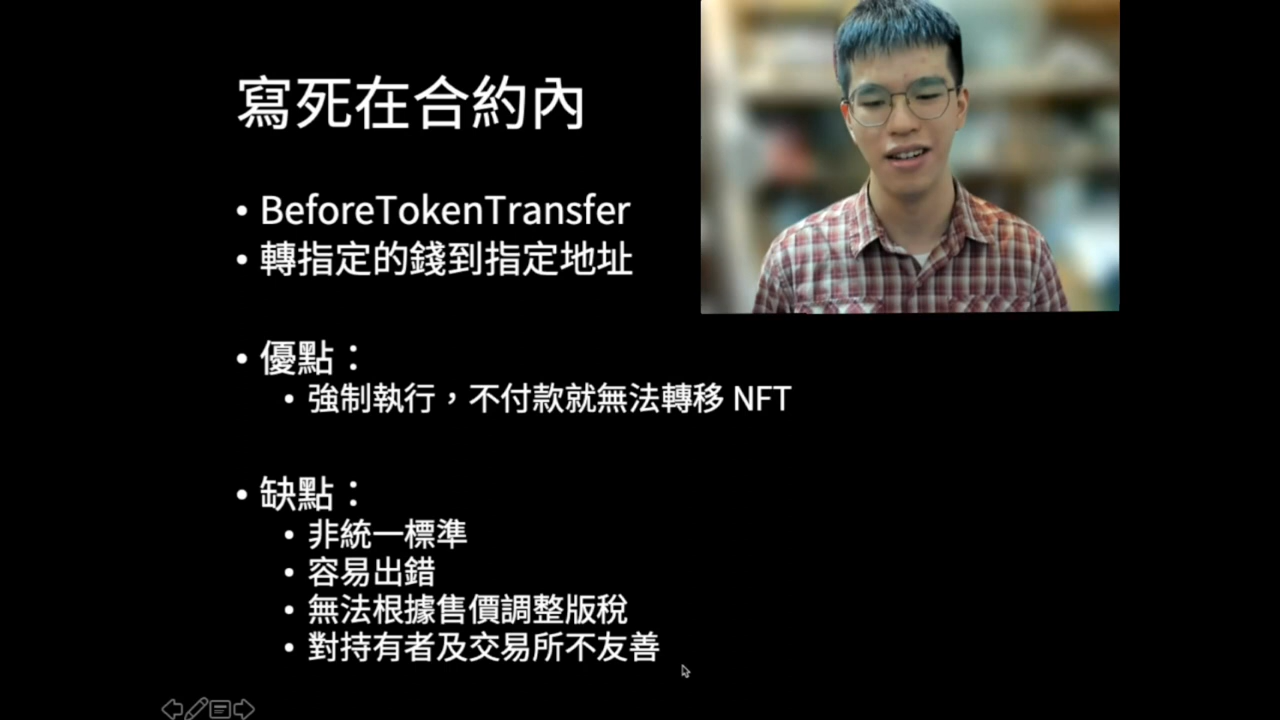 寫死在合約內
• BeforeTokenTransfer
• 轉指定的錢到指定地址
• 優點：
• 強制執行，不付款就無法轉移 NFT
• 缺點：
• 非統一標準
• 容易出錯
• 無法根據售價調整版稅
• 對持有者及交易所不友善